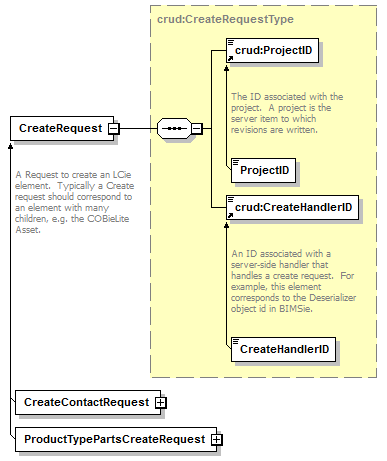 crud:CreateRequestType
crud:ProjectID
The ID associated with the
project. A project is the
server item to which
revisions are written.
ProjectID
CreateRequest
A Request to create an LCie
element. Typically a Create
request should correspond to
an element with many
children, e.g. the COBieLite
Asset.
crud:CreateHandlerID
An ID associated with a
server-side handler that
handles a create request. For
example, this element
corresponds to the Deserializer
object id in BIMSie.
CreateHandlerID
CreateContactRequest
ProductTypePartsCreateRequest